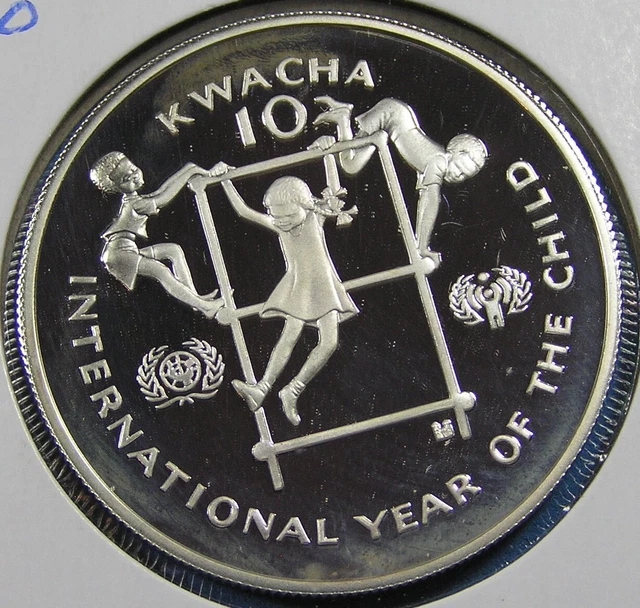 KWACHA
10
INTERNATIONAL YEAR OF THE CHILD